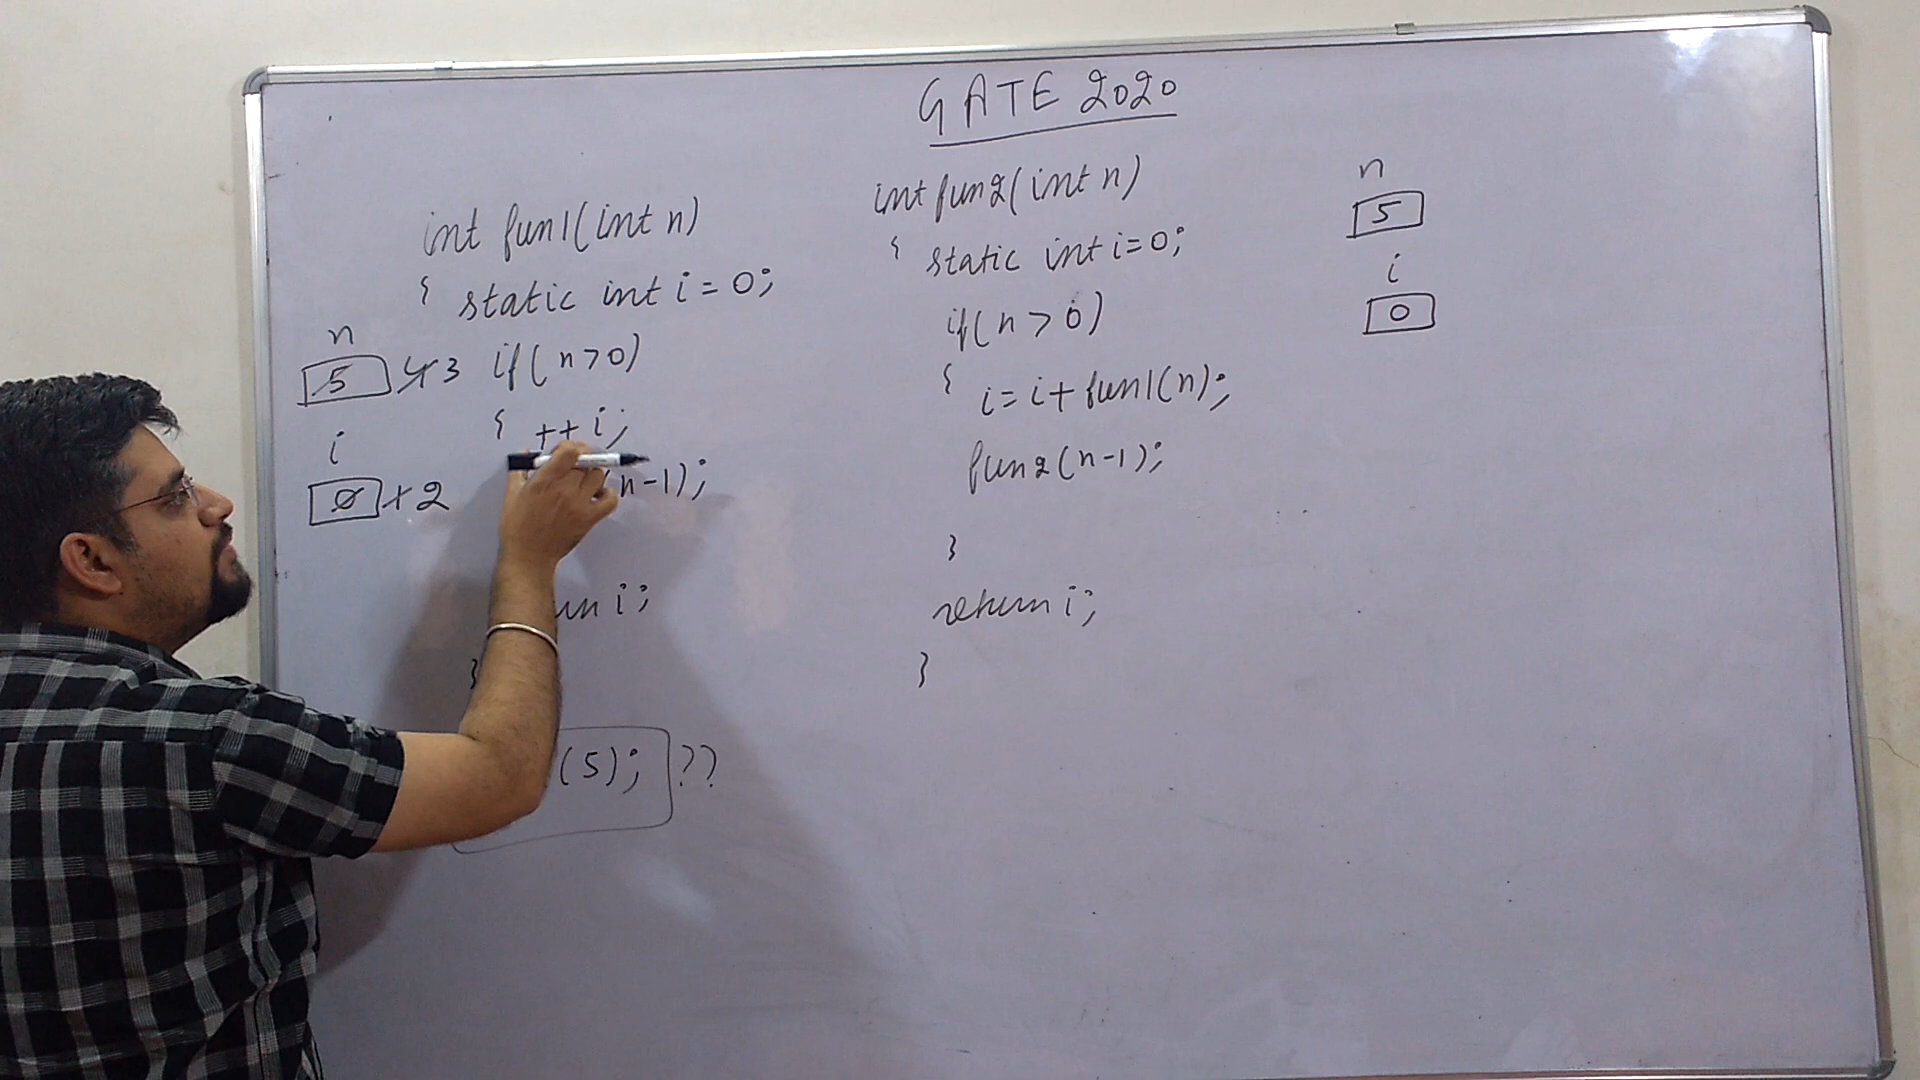 GATE 2020
int fun1(int n)
{ static int i = 0;
if(n>0)
{ ++i;
(n-1);
i;
}
(5); ??
n
5 4 3
i
0 1 2
int fun2(int n)
{ static int i=0;
if(n > 0)
{ i= i+ fun1(n);
fun2(n-1);
}
return i;
}
n
5
i
0